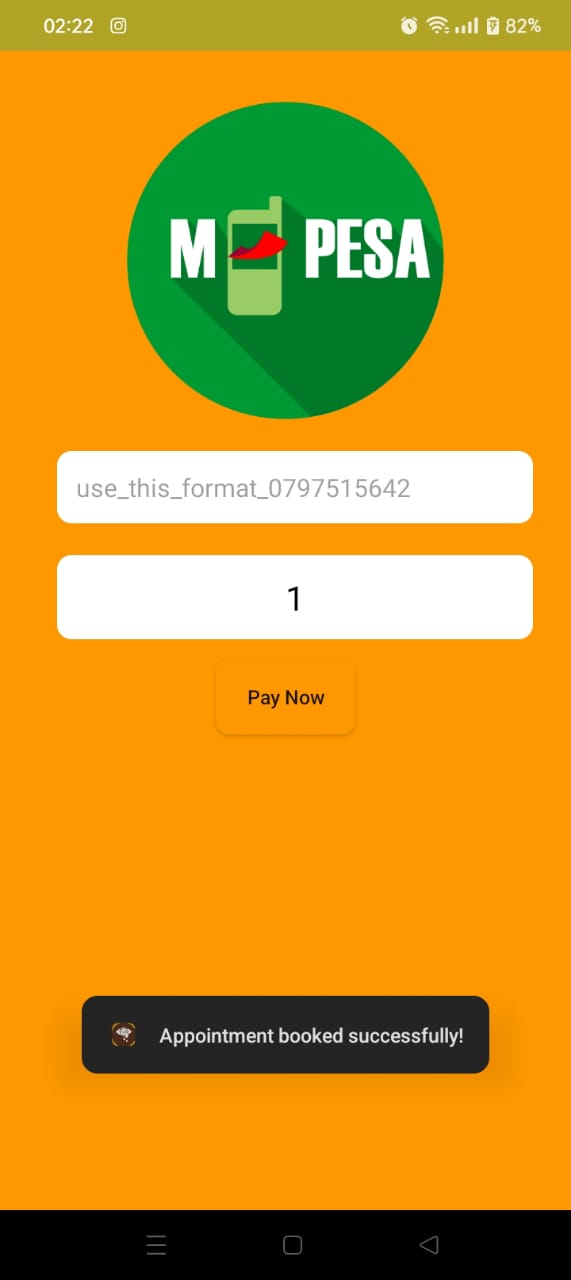 02:22
82%
M PESA
use_this_format_0797515642
1
Pay Now
Appointment booked successfully!